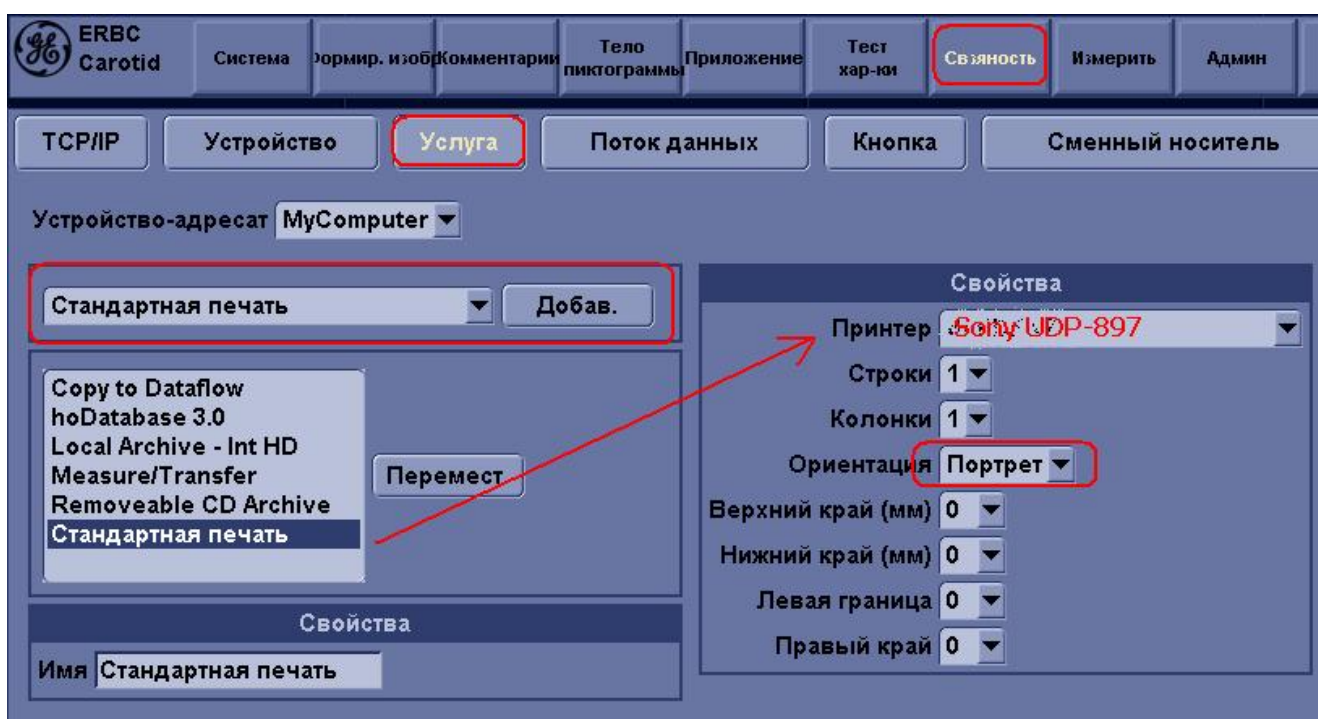 ERBC
Carotid
Система
Формир. изобр
Комментарии
Тело
пиктограммы
Приложение
Тест
хар-ки
Связность
Измерить
Админ
TCP/IP
Устройство
Услуга
Поток данных
Кнопка
Сменный носитель
Устройство-адресат MyComputer
Стандартная печать
Добав.
Copy to Dataflow
hoDatabase 3.0
Local Archive - Int HD
Measure/Transfer
Removeable CD Archive
Стандартная печать
Перемест
Свойства
Имя Стандартная печать
Свойства
Принтер Sony UDP-897
Строки 1
Колонки 1
Ориентация Портрет
Верхний край (мм) 0
Нижний край (мм) 0
Левая граница 0
Правый край 0